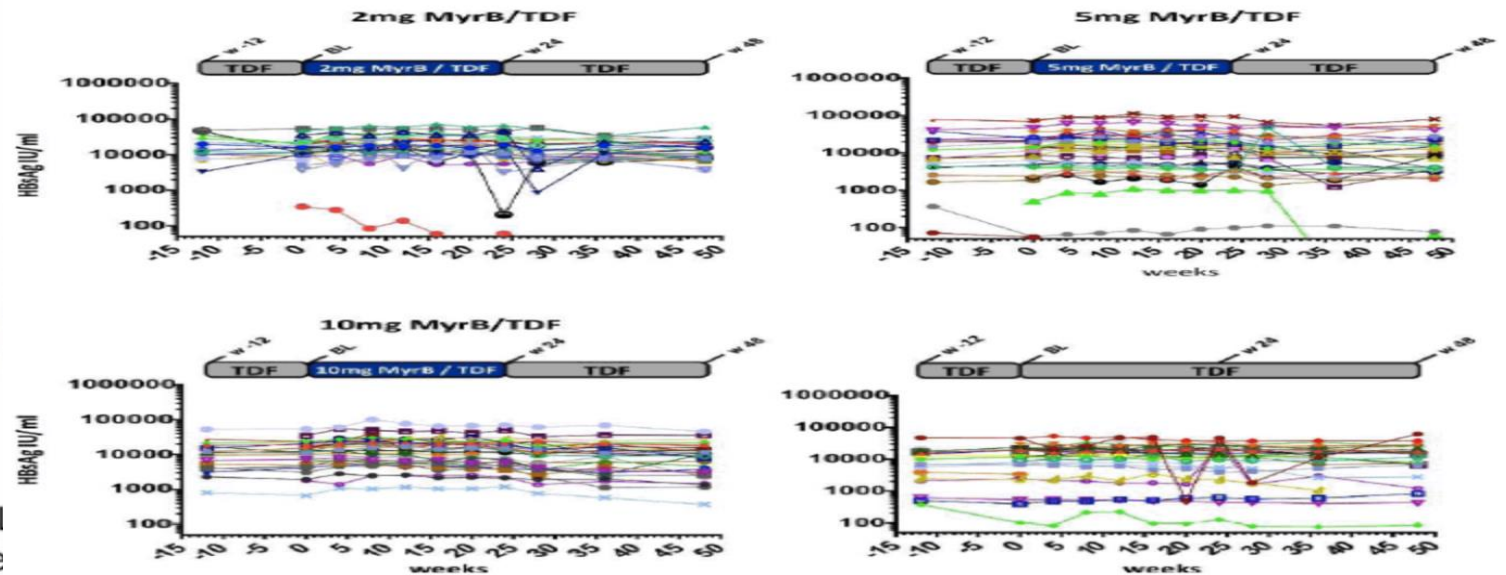 2mg MyrB/TDF
w -12 BL w 24 w 48
TDF 2mg MyrB / TDF TDF
HBsAg IU/ml
1000000
100000
10000
1000
100
-15 -10 -5 0 5 10 15 20 25 30 35 40 45 50
5mg MyrB/TDF
w -12 BL w 24 w 48
TDF 5mg MyrB / TDF TDF
1000000
100000
10000
1000
100
-15 -10 -5 0 5 10 15 20 25 30 35 40 45 50
weeks
10mg MyrB/TDF
w -12 BL w 24 w 48
TDF 10mg MyrB / TDF TDF
HBsAg IU/ml
1000000
100000
10000
1000
100
-15 -10 -5 0 5 10 15 20 25 30 35 40 45 50
weeks
w -12 BL w 24 w 48
TDF TDF
1000000
100000
10000
1000
100
-15 -10 -5 0 5 10 15 20 25 30 35 40 45 50
weeks